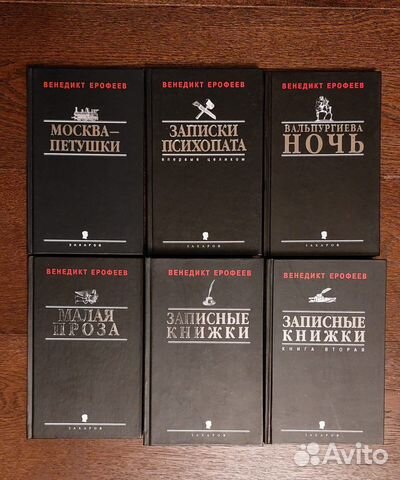 ВЕНЕДИКТ ЕРОФЕЕВ
МОСКВА—
ПЕТУШКИ
ЗАХАРОВ
ВЕНЕДИКТ ЕРОФЕЕВ
ЗАПИСКИ
ПСИХОПАТА
впервые целиком
ЗАХАРОВ
ВЕНЕДИКТ ЕРОФЕЕВ
ВАЛЬПУРГИЕВА
НОЧЬ
ЗАХАРОВ
ВЕНЕДИКТ ЕРОФЕЕВ
МАЛАЯ
ПРОЗА
ЗАХАРОВ
ВЕНЕДИКТ ЕРОФЕЕВ
ЗАПИСНЫЕ
КНИЖКИ
ЗАХАРОВ
ВЕНЕДИКТ ЕРОФЕЕВ
ЗАПИСНЫЕ
КНИЖКИ
КНИГА ВТОРАЯ
ЗАХАРОВ
Avito